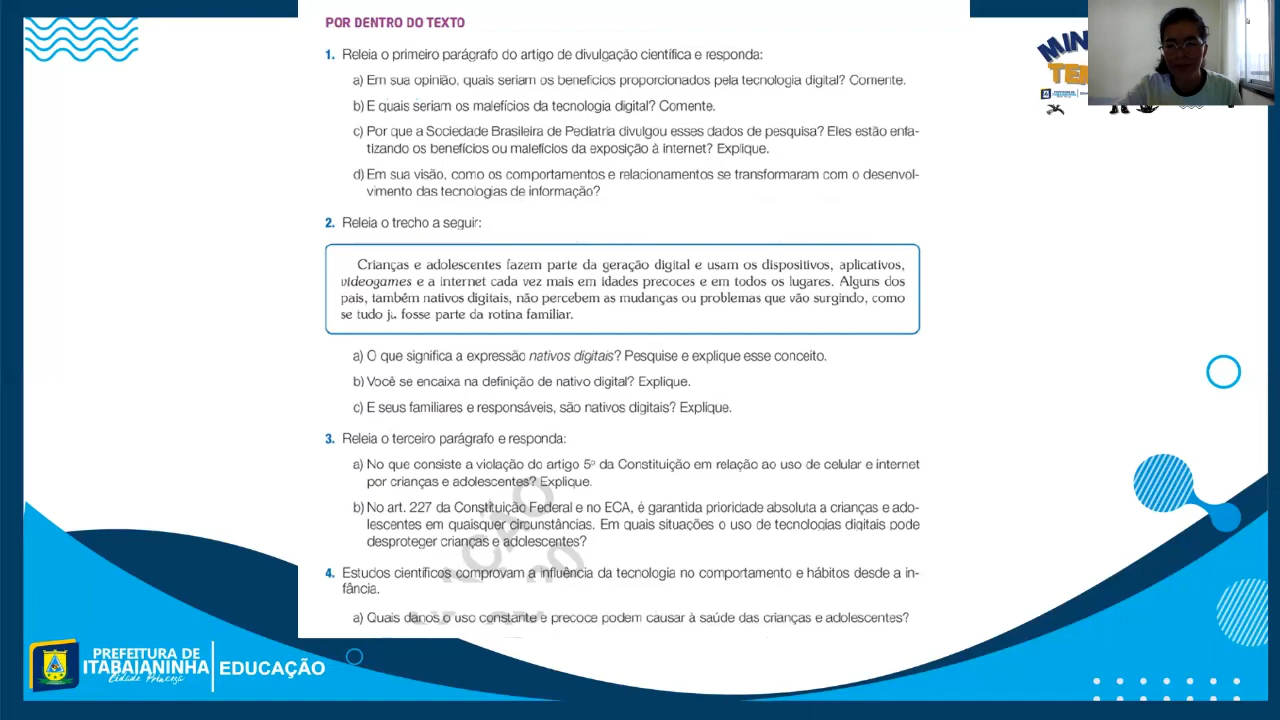 POR DENTRO DO TEXTO
1. Releia o primeiro parágrafo do artigo de divulgação científica e responda:
a) Em sua opinião, quais seriam os benefícios proporcionados pela tecnologia digital? Comente.
b) E quais seriam os malefícios da tecnologia digital? Comente.
c) Por que a Sociedade Brasileira de Pediatria divulgou esses dados de pesquisa? Eles estão enfa-
tizando os benefícios ou malefícios da exposição à internet? Explique.
d) Em sua visão, como os comportamentos e relacionamentos se transformaram com o desenvol-
vimento das tecnologias de informação?
2. Releia o trecho a seguir:
Crianças e adolescentes fazem parte da geração digital e usam os dispositivos, aplicativos,
videogames e a internet cada vez mais em idades precoces e em todos os lugares. Alguns dos
pais, também nativos digitais, não percebem as mudanças ou problemas que vão surgindo, como
se tudo já fosse parte da rotina familiar.
a) O que significa a expressão nativos digitais? Pesquise e explique esse conceito.
b) Você se encaixa na definição de nativo digital? Explique.
c) E seus familiares e responsáveis, são nativos digitais? Explique.
3. Releia o terceiro parágrafo e responda:
a) No que consiste a violação do artigo 5º da Constituição em relação ao uso de celular e internet
por crianças e adolescentes? Explique.
b) No art. 227 da Constituição Federal e no ECA, é garantida prioridade absoluta a crianças e ado-
lescentes em quaisquer circunstâncias. Em quais situações o uso de tecnologias digitais pode
desproteger crianças e adolescentes?
4. Estudos científicos comprovam a influência da tecnologia no comportamento e hábitos desde a in-
fância.
a) Quais danos o uso constante e precoce podem causar à saúde das crianças e adolescentes?
PREFEITURA DE
ITABAIANINHA
Cidade Princesa
EDUCAÇÃO